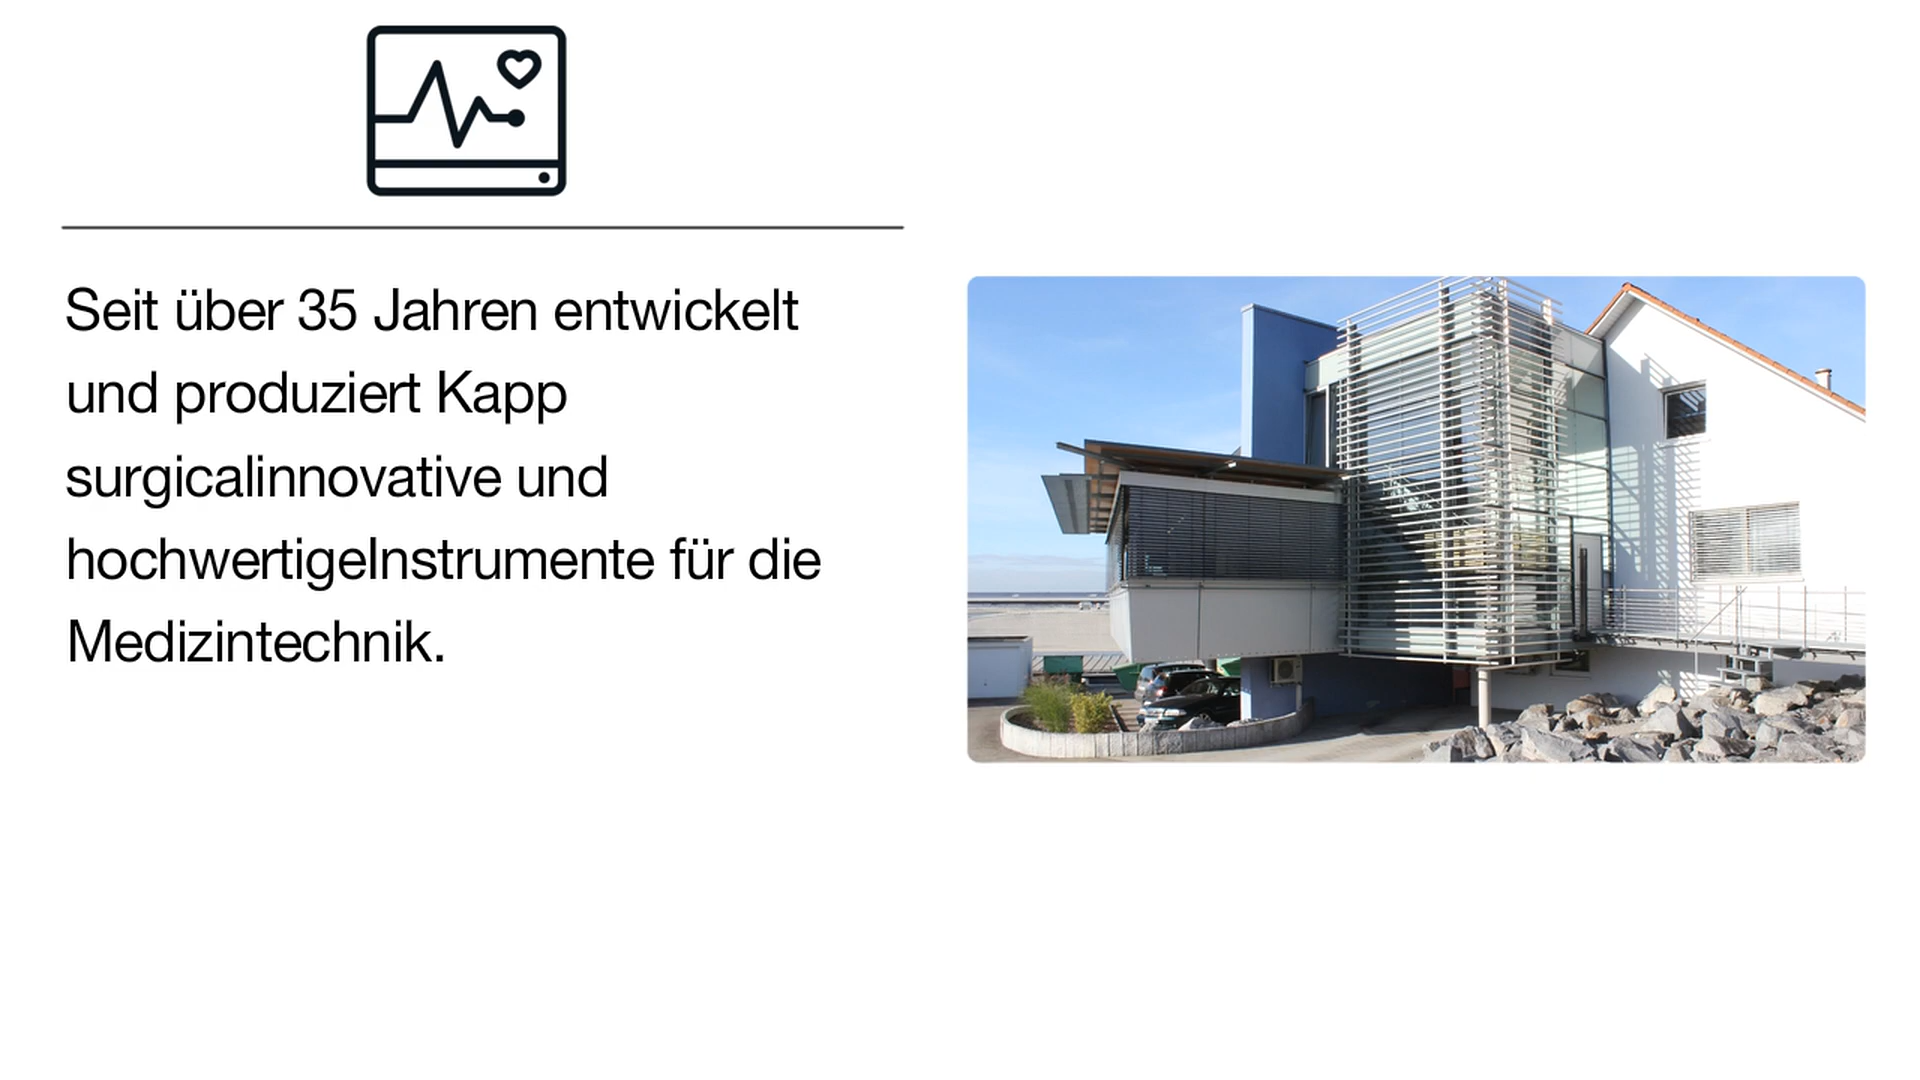 Seit über 35 Jahren entwickelt
und produziert Kapp
surgicalinnovative und
hochwertigeInstrumente für die
Medizintechnik.